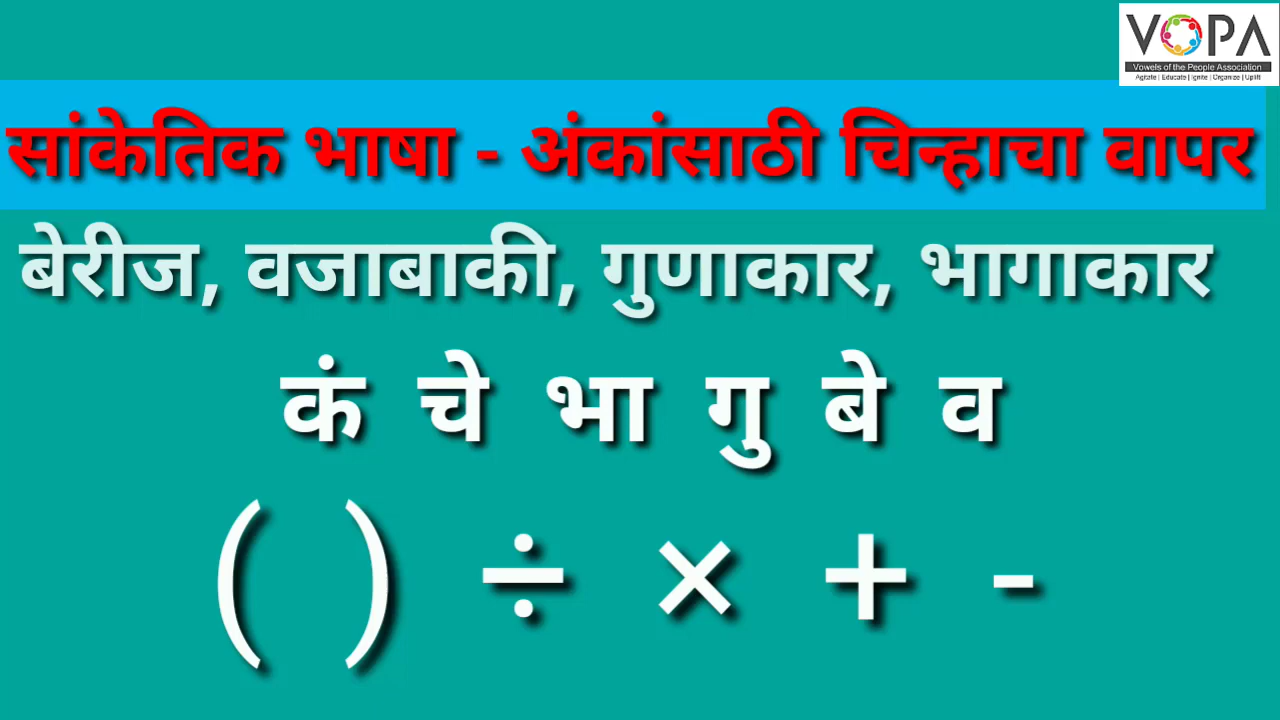 VOPA
Vowels of the People Association
Agitate | Educate | Ignite | Organize | Uplift
सांकेतिक भाषा - अंकांसाठी चिन्हाचा वापर
बेरीज, वजाबाकी, गुणाकार, भागाकार
कं चे भा गु बे व
( ) ÷ × + -